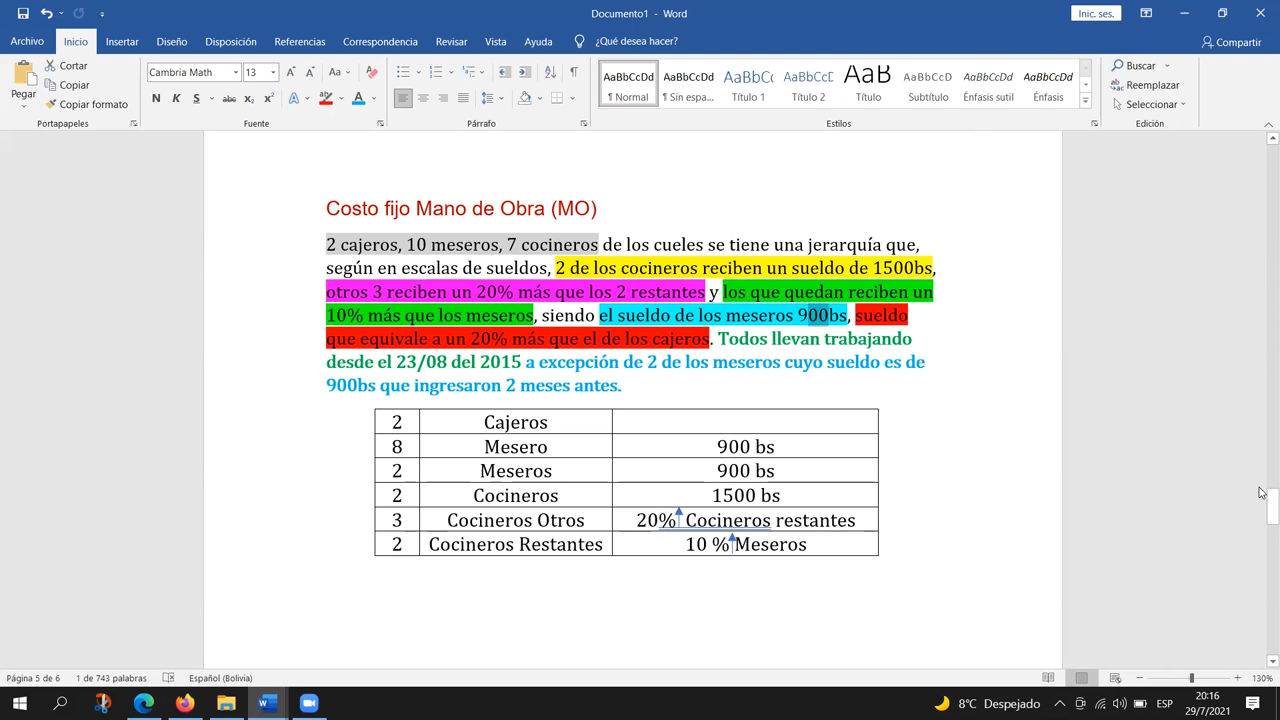 Documento1 - Word
Inic. ses.
Archivo Inicio Insertar Diseño Disposición Referencias Correspondencia Revisar Vista Ayuda ¿Qué desea hacer? Compartir
Pegar
Cortar
Copiar
Copiar formato
Portapapeles
Cambria Math 13
A A Aa
N K S abc x₂ x² A A
Fuente
Párrafo
AaBbCcDd AaBbCcDd AaBbCc AaBbCcD AaB AaBbCcD AaBbCcDd AaBbCcDd
¶ Normal ¶ Sin espa... Título 1 Título 2 Título Subtítulo Énfasis sutil Énfasis
Estilos
Buscar
Reemplazar
Seleccionar
Edición
Costo fijo Mano de Obra (MO)
2 cajeros, 10 meseros, 7 cocineros de los cueles se tiene una jerarquía que,
según en escalas de sueldos, 2 de los cocineros reciben un sueldo de 1500bs,
otros 3 reciben un 20% más que los 2 restantes y los que quedan reciben un
10% más que los meseros, siendo el sueldo de los meseros 900bs, sueldo
que equivale a un 20% más que el de los cajeros. Todos llevan trabajando
desde el 23/08 del 2015 a excepción de 2 de los meseros cuyo sueldo es de
900bs que ingresaron 2 meses antes.
2 Cajeros
8 Mesero 900 bs
2 Meseros 900 bs
2 Cocineros 1500 bs
3 Cocineros Otros 20% Cocineros restantes
2 Cocineros Restantes 10 % Meseros
Página 5 de 6 1 de 743 palabras Español (Bolivia) 130%
8°C Despejado ESP 20:16
29/7/2021